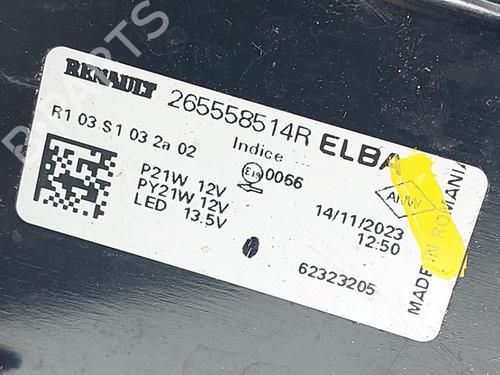 RENAULT 265558514R ELBA
R1 03 S1 03 2a 02
Indice
0066
P21W 12V
PY21W 12V
LED 13.5V
14/11/2023
12:50
62323205
MADE IN ROMANIA